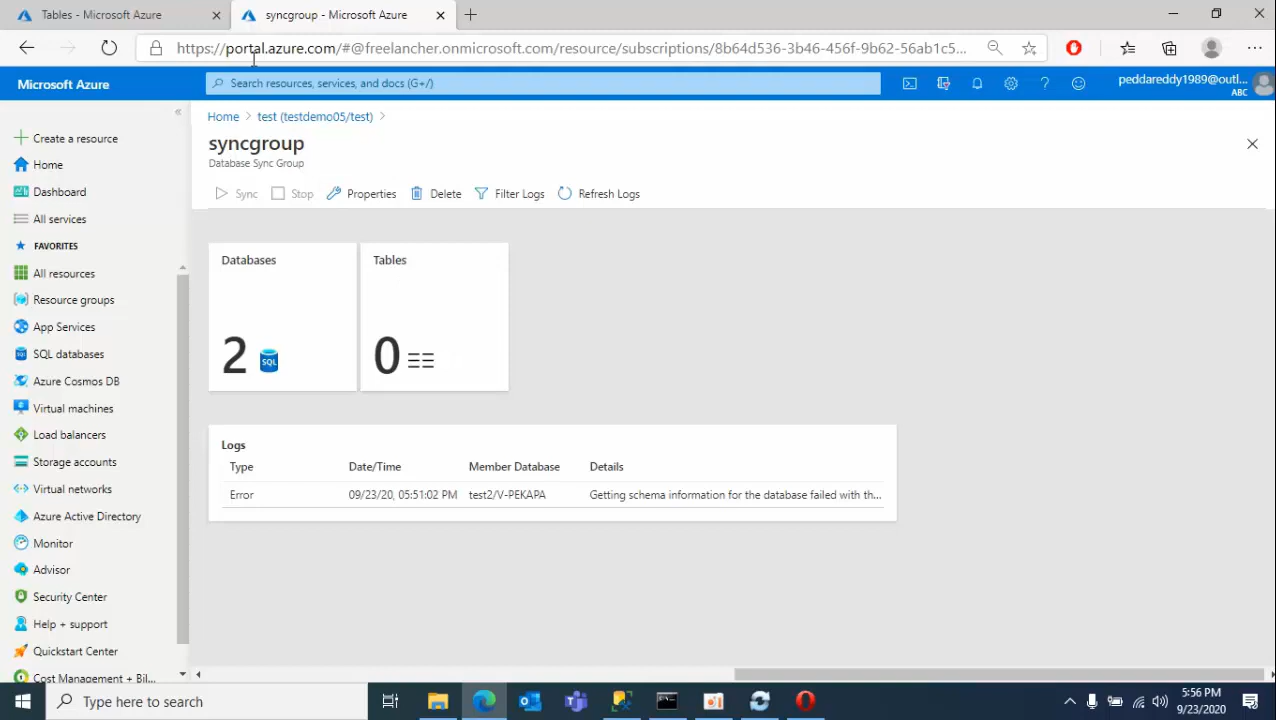 Tables - Microsoft Azure
syncgroup - Microsoft Azure
https://portal.azure.com/#@freelancher.onmicrosoft.com/resource/subscriptions/8b64d536-3b46-456f-9b62-56ab1c5...
Microsoft Azure
Search resources, services, and docs (G+/)
peddareddy1989@outl...
ABC
Create a resource
Home
Dashboard
All services
FAVORITES
All resources
Resource groups
App Services
SQL databases
Azure Cosmos DB
Virtual machines
Load balancers
Storage accounts
Virtual networks
Azure Active Directory
Monitor
Advisor
Security Center
Help + support
Quickstart Center
Cost Management + Bil...
Home > test (testdemo05/test) >
syncgroup
Database Sync Group
Sync Stop Properties Delete Filter Logs Refresh Logs
Databases
2 SQL
Tables
0
Logs
Type Date/Time Member Database Details
Error 09/23/20, 05:51:02 PM test2/V-PEKAPA Getting schema information for the database failed with th...
Type here to search
5:56 PM
9/23/2020